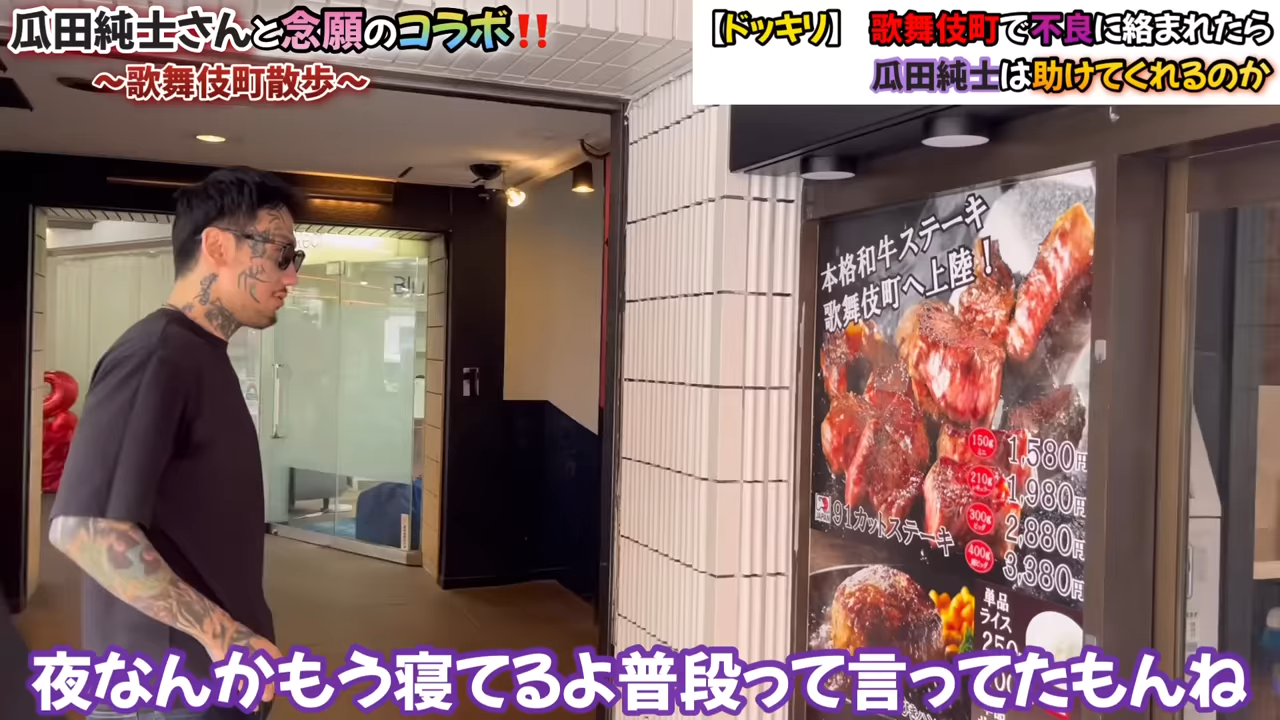 瓜田純士さんと念願のコラボ‼
～歌舞伎町散歩～
【ドッキリ】 歌舞伎町で不良に絡まれたら
瓜田純士は助けてくれるのか
本格和牛ステーキ
歌舞伎町へ上陸！
150g 1,580円
210g 1,980円
300g 2,880円
400g 3,380円
91カットステーキ
単品
ライス
250
夜なんかもう寝てるよ普段って言ってたもんね